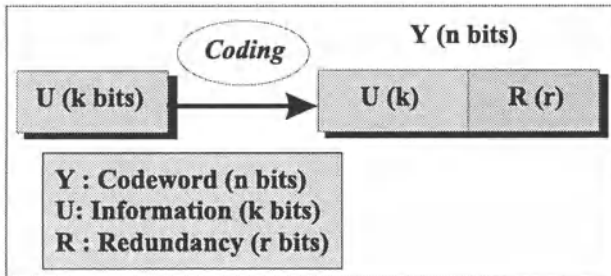 Coding
Y (n bits)
U (k bits)
U (k)
R (r)
Y : Codeword (n bits)
U: Information (k bits)
R : Redundancy (r bits)